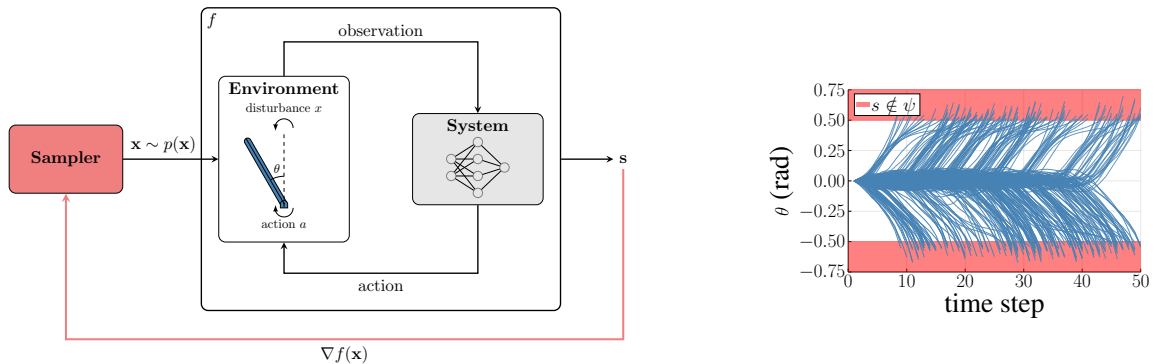 f
observation
Environment
disturbance x
θ
action a
System
Sampler
x ∼ p(x)
s
action
∇f(x)
0.75
0.50
0.25
0.00
−0.25
−0.50
−0.75
θ (rad)
s ∉ ψ
0 10 20 30 40 50
time step